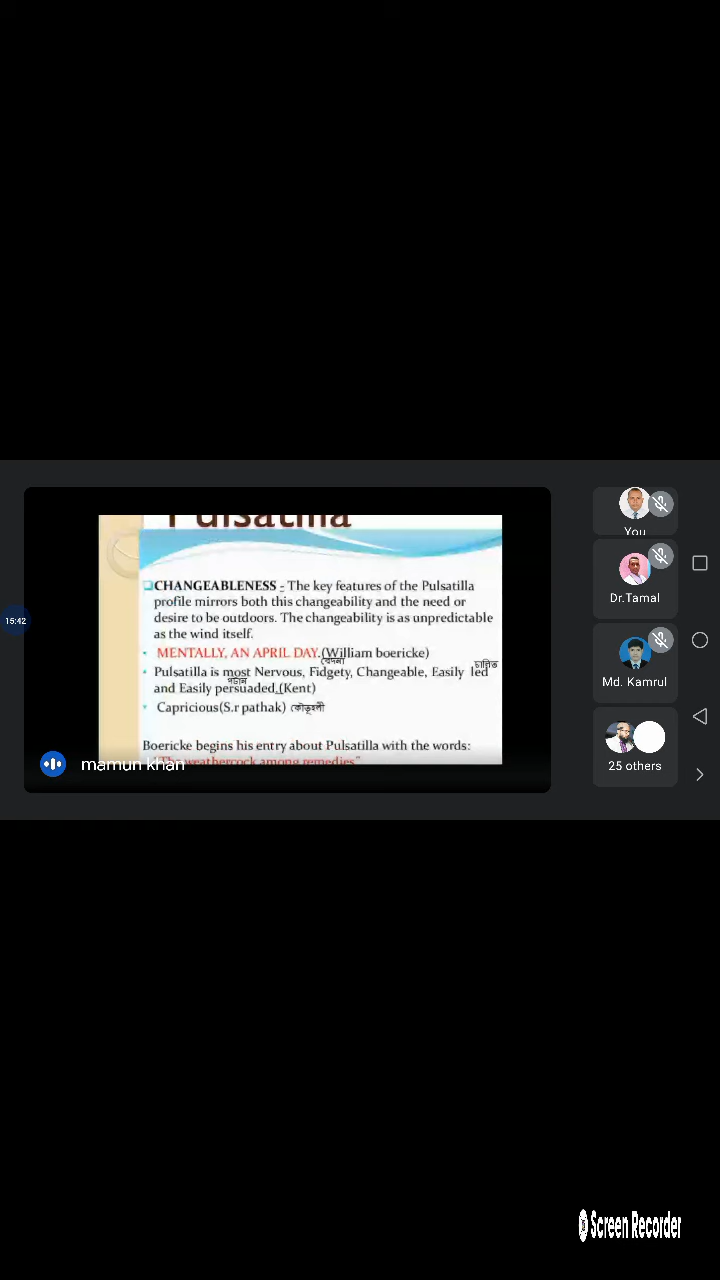 Pulsatilla
CHANGEABLENESS - The key features of the Pulsatilla
profile mirrors both this changeability and the need or
desire to be outdoors. The changeability is as unpredictable
as the wind itself.
MENTALLY, AN APRIL DAY.(William boericke)
চালিত
Pulsatilla is most Nervous, Fidgety, Changeable, Easily led
and Easily persuaded.(Kent)
Capricious(S.r pathak) কৌতূহলী
Boericke begins his entry about Pulsatilla with the words:
weathercock among remedies"
mamun khan
15:42
You
Dr.Tamal
Md. Kamrul
25 others
Screen Recorder